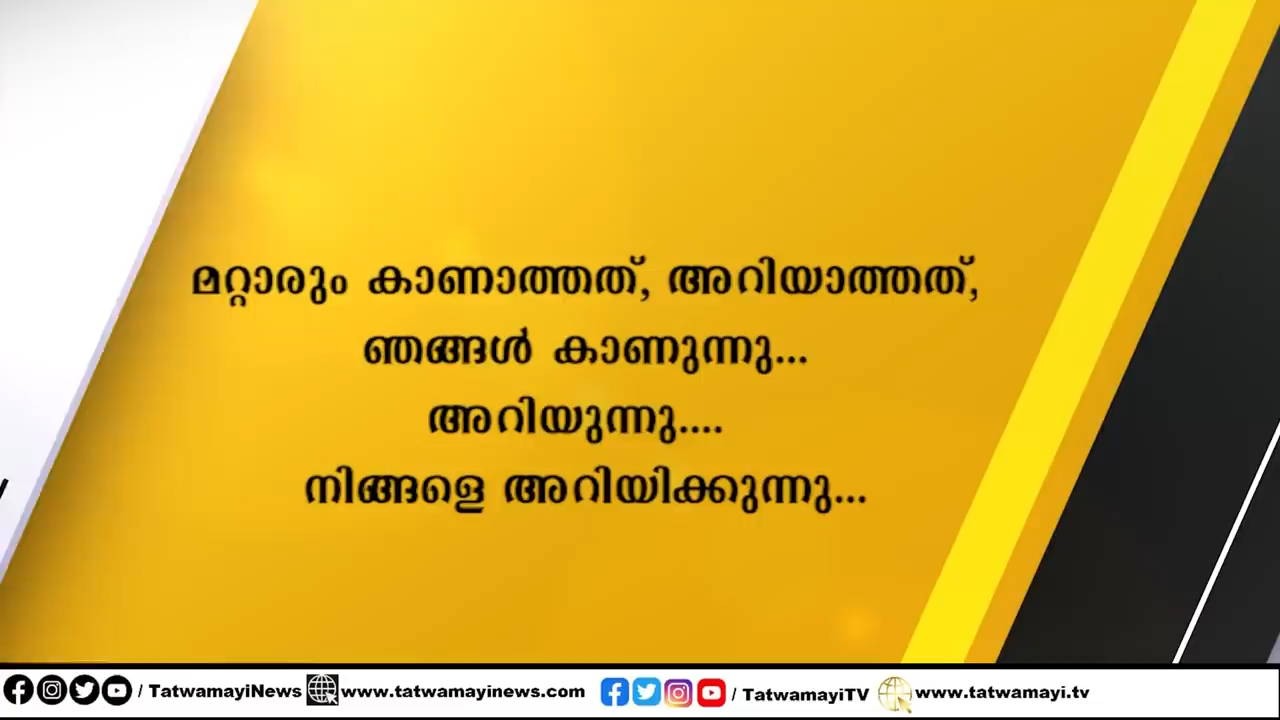 മറ്റാരും കാണാത്തത്, അറിയാത്തത്,
ഞങ്ങൾ കാണുന്നു...
അറിയുന്നു....
നിങ്ങളെ അറിയിക്കുന്നു...
/ TatwamayiNews www.tatwamayinews.com / TatwamayiTV www.tatwamayi.tv